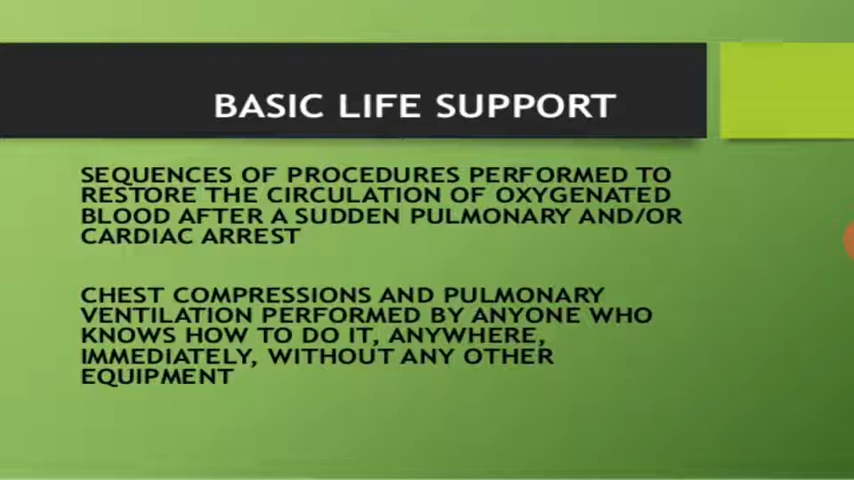 BASIC LIFE SUPPORT
SEQUENCES OF PROCEDURES PERFORMED TO
RESTORE THE CIRCULATION OF OXYGENATED
BLOOD AFTER A SUDDEN PULMONARY AND/OR
CARDIAC ARREST
CHEST COMPRESSIONS AND PULMONARY
VENTILATION PERFORMED BY ANYONE WHO
KNOWS HOW TO DO IT, ANYWHERE,
IMMEDIATELY, WITHOUT ANY OTHER
EQUIPMENT